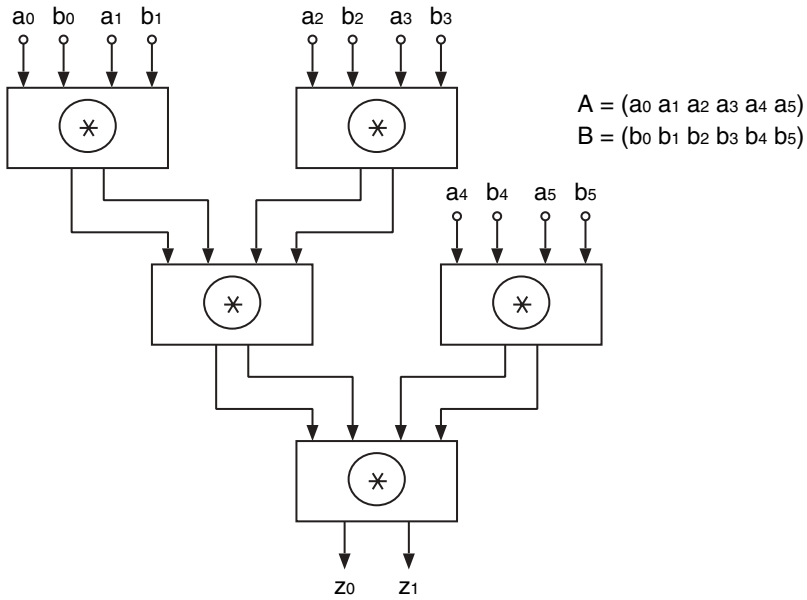 a0 b0 a1 b1 a2 b2 a3 b3
*
*
A = (a0 a1 a2 a3 a4 a5)
B = (b0 b1 b2 b3 b4 b5)
a4 b4 a5 b5
*
*
*
z0 z1